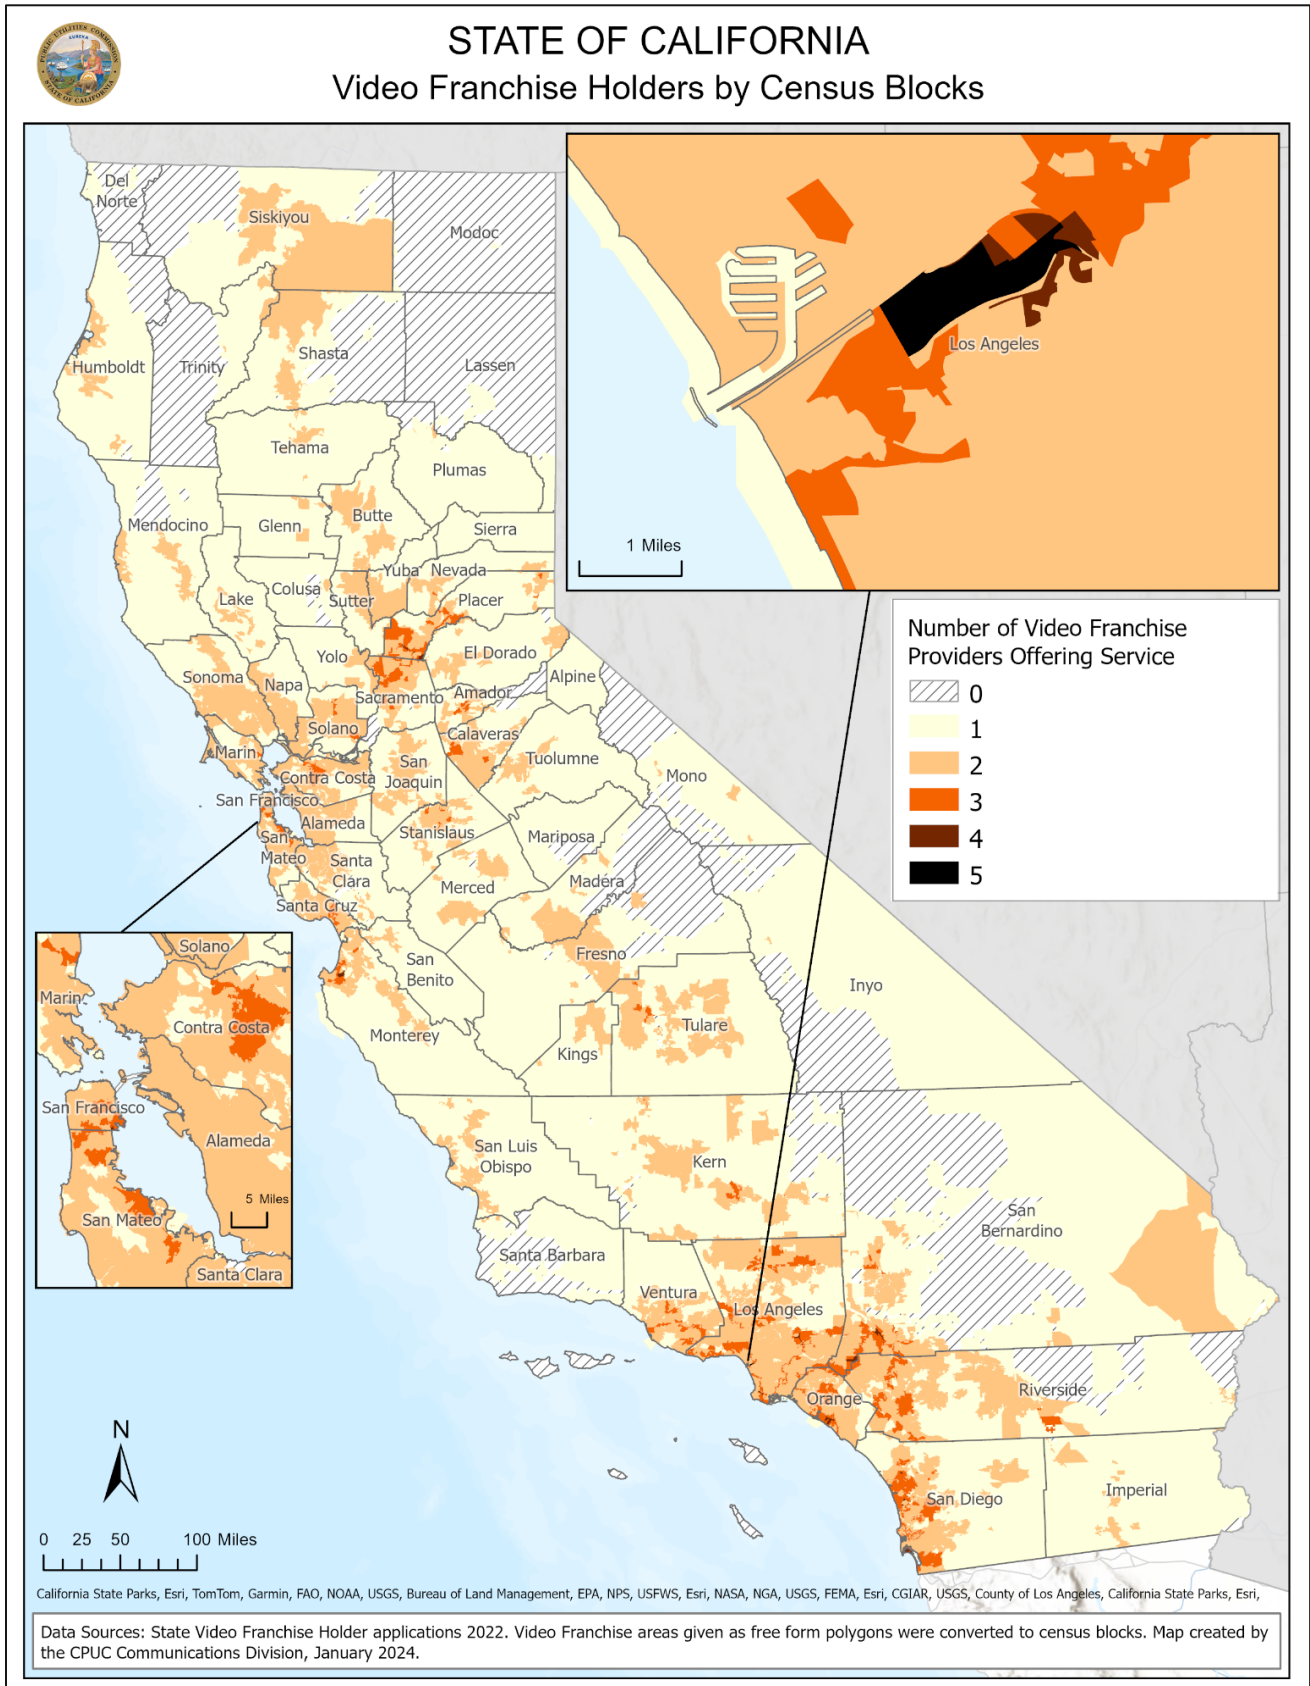 STATE OF CALIFORNIA
Video Franchise Holders by Census Blocks
PUBLIC UTILITIES COMMISSION
EUREKA
STATE OF CALIFORNIA
Los Angeles
1 Miles
Number of Video Franchise
Providers Offering Service
0
1
2
3
4
5
Del
Norte
Siskiyou
Modoc
Humboldt
Trinity
Shasta
Lassen
Tehama
Plumas
Mendocino
Glenn
Butte
Sierra
Colusa
Yuba
Nevada
Lake
Sutter
Placer
Yolo
El Dorado
Sonoma
Napa
Sacramento
Amador
Alpine
Solano
Marin
Calaveras
San
Joaquin
Tuolumne
Contra Costa
Mono
San Francisco
Alameda
Stanislaus
Mariposa
San
Mateo
Santa
Clara
Merced
Madera
Santa Cruz
San
Benito
Fresno
Inyo
Monterey
Kings
Tulare
San Luis
Obispo
Kern
San
Bernardino
Santa Barbara
Ventura
Los Angeles
Orange
Riverside
San Diego
Imperial
Solano
Marin
Contra Costa
San Francisco
Alameda
5 Miles
San Mateo
Santa Clara
N
0 25 50 100 Miles
California State Parks, Esri, TomTom, Garmin, FAO, NOAA, USGS, Bureau of Land Management, EPA, NPS, USFWS, Esri, NASA, NGA, USGS, FEMA, Esri, CGIAR, USGS, County of Los Angeles, California State Parks, Esri,
Data Sources: State Video Franchise Holder applications 2022. Video Franchise areas given as free form polygons were converted to census blocks. Map created by
the CPUC Communications Division, January 2024.